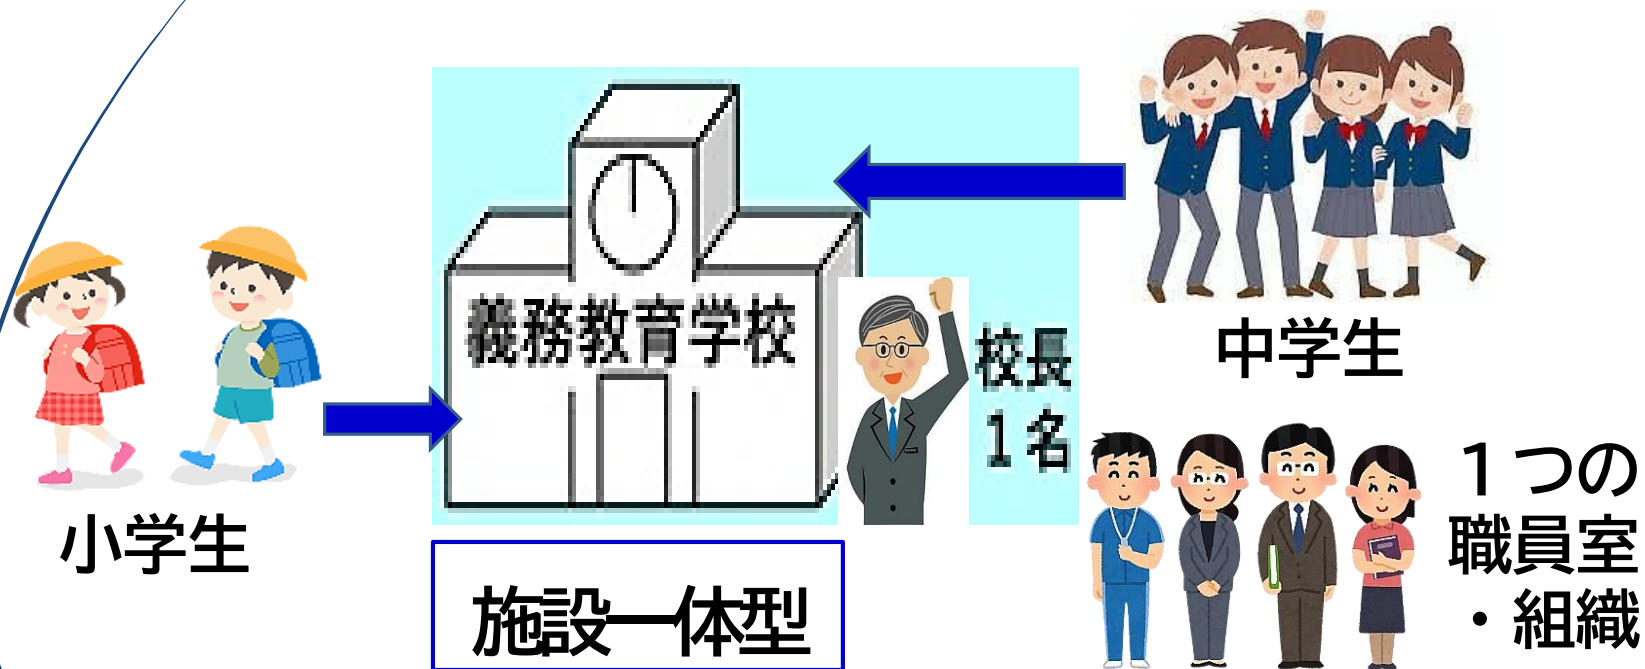 義務教育学校
校長
１名
中学生
小学生
１つの
職員室
・組織
施設一体型